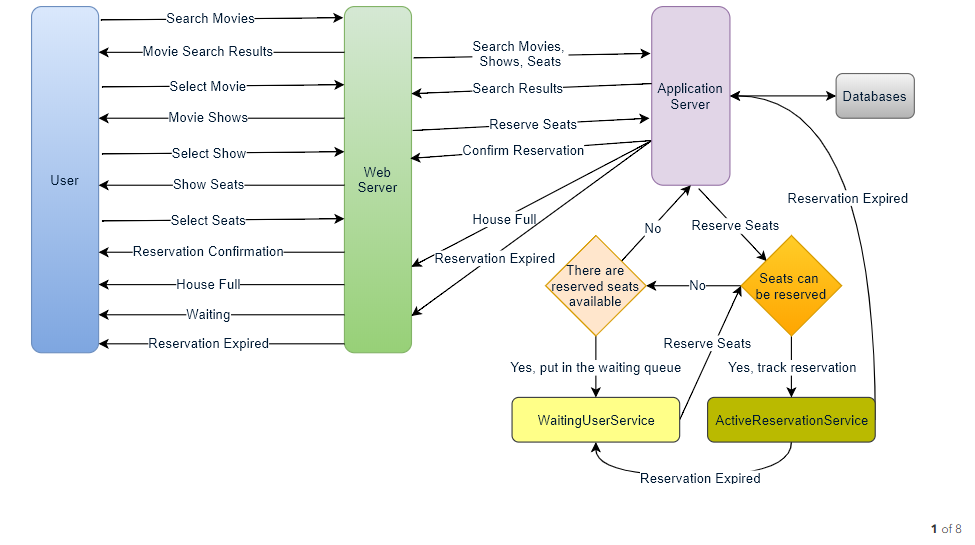 Search Movies
Movie Search Results
Select Movie
Movie Shows
Select Show
Show Seats
Select Seats
Reservation Confirmation
House Full
Waiting
Reservation Expired
User
Web
Server
Search Movies,
Shows, Seats
Search Results
Reserve Seats
Confirm Reservation
House Full
Reservation Expired
Application
Server
Databases
Reservation Expired
No
Reserve Seats
There are
reserved seats
available
No
Seats can
be reserved
Reserve Seats
Yes, put in the waiting queue
Yes, track reservation
WaitingUserService
ActiveReservationService
Reservation Expired
1 of 8